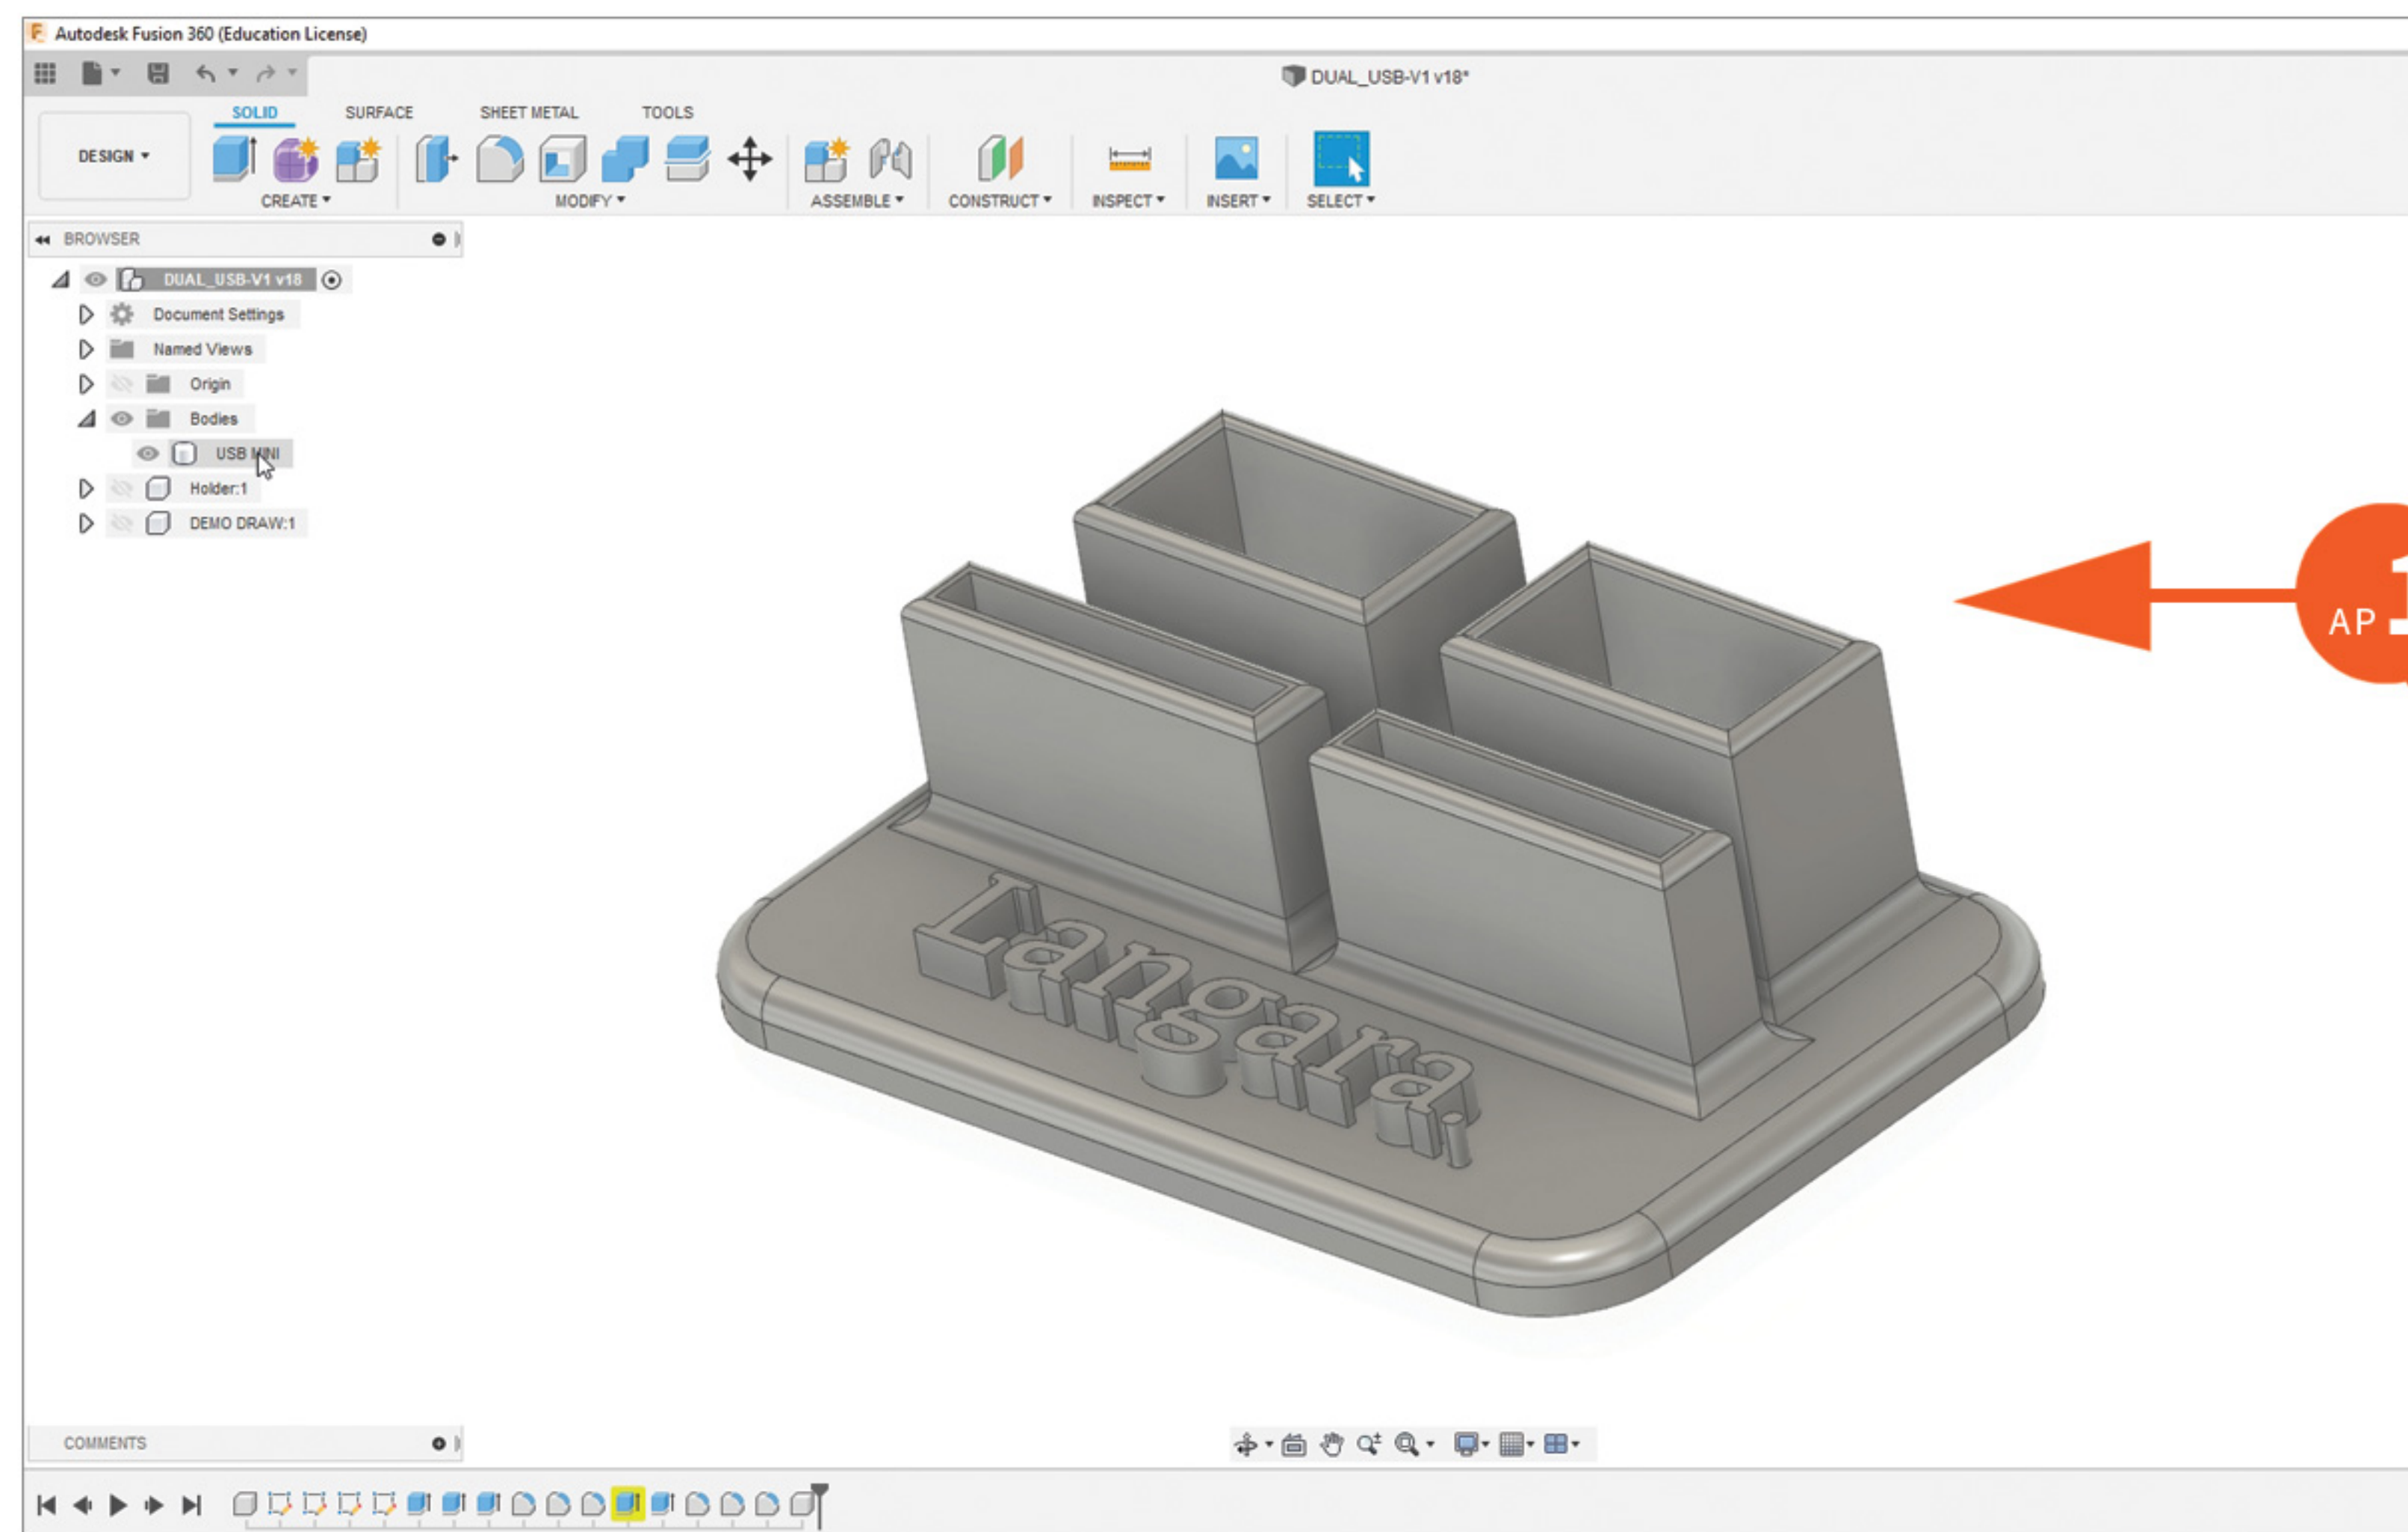 Autodesk Fusion 360 (Education License)
DUAL_USB-V1 v18*
SOLID SURFACE SHEET METAL TOOLS
DESIGN
CREATE MODIFY ASSEMBLE CONSTRUCT INSPECT INSERT SELECT
BROWSER
DUAL_USB-V1 v18
Document Settings
Named Views
Origin
Bodies
USB MINI
Holder:1
DEMO DRAW:1
AP 1
Langara
COMMENTS